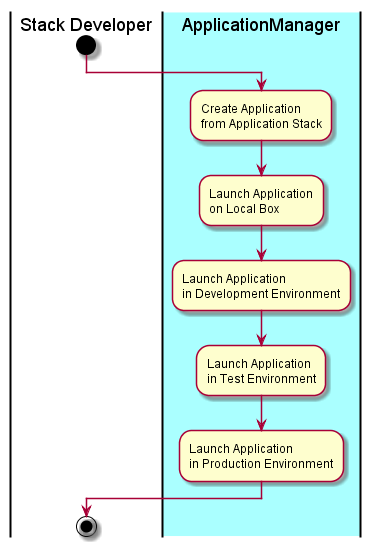 Stack Developer
ApplicationManager
Create Application
from Application Stack
Launch Application
on Local Box
Launch Application
in Development Environment
Launch Application
in Test Environment
Launch Application
in Production Environment